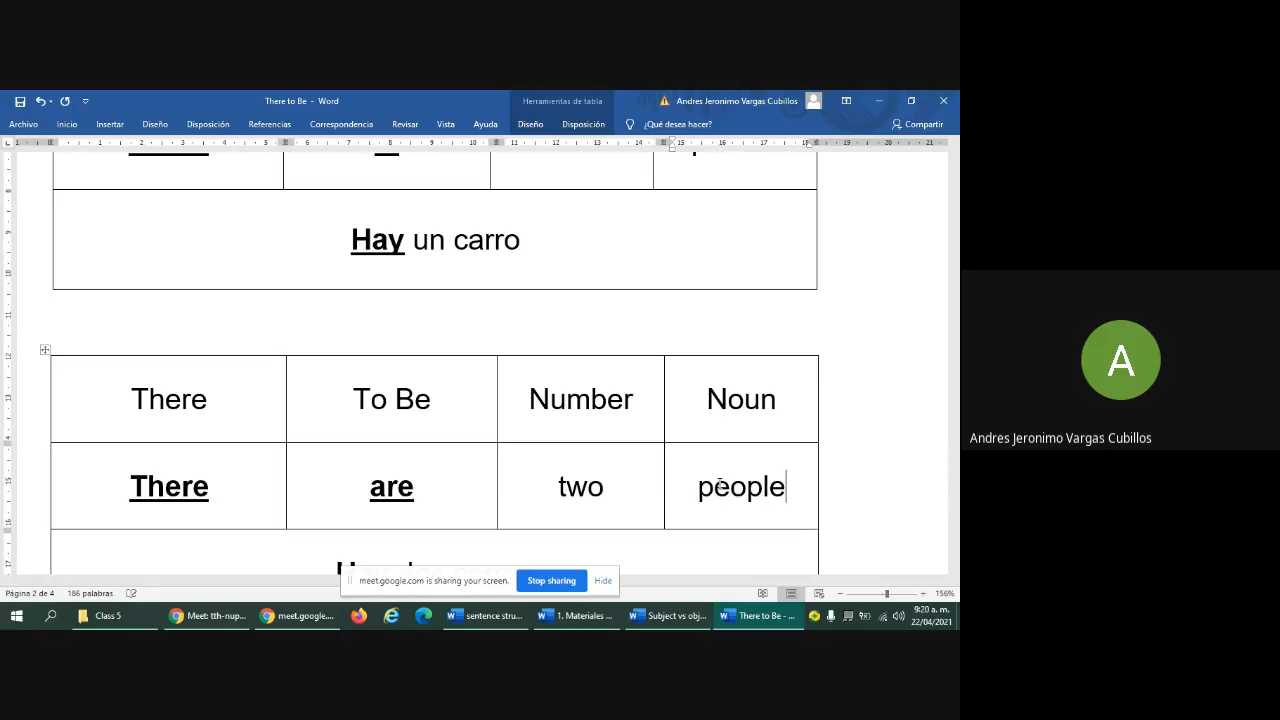 There to Be - Word
Herramientas de tabla
Andres Jeronimo Vargas Cubillos
Archivo Inicio Insertar Diseño Disposición Referencias Correspondencia Revisar Vista Ayuda Diseño Disposición ¿Qué desea hacer? Compartir
Hay un carro
There To Be Number Noun
There are two people
A
Andres Jeronimo Vargas Cubillos
meet.google.com is sharing your screen. Stop sharing Hide
Página 2 de 4 186 palabras 156%
Class 5 Meet: tth-nup... meet.google.... sentence stru... 1. Materiales ... Subject vs obj... There to Be - ...
9:20 a. m.
22/04/2021